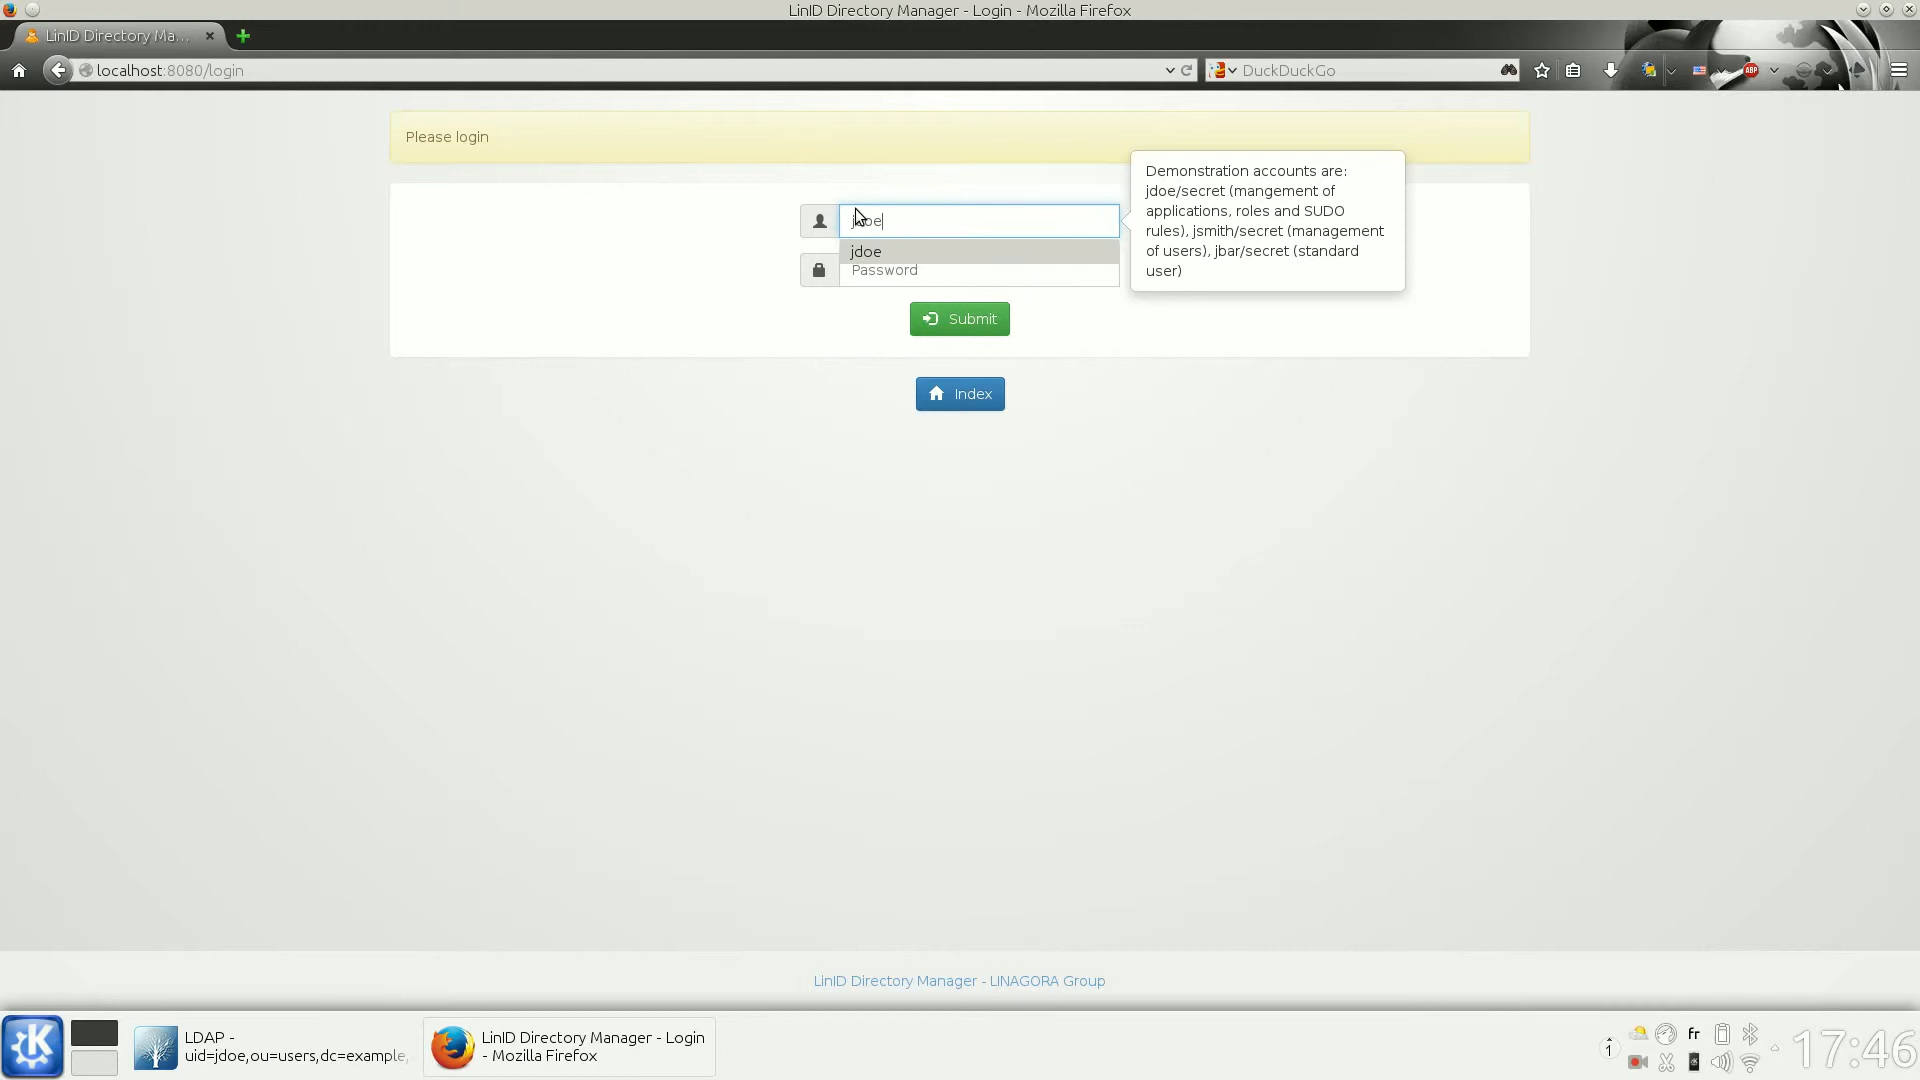 LinID Directory Manager - Login - Mozilla Firefox
LinID Directory Ma...
localhost:8080/login
DuckDuckGo
ABP
Please login
jdoe
jdoe
Password
Demonstration accounts are:
jdoe/secret (mangement of
applications, roles and SUDO
rules), jsmith/secret (management
of users), jbar/secret (standard
user)
Submit
Index
LinID Directory Manager - LINAGORA Group
LDAP -
uid=jdoe,ou=users,dc=example,
LinID Directory Manager - Login
- Mozilla Firefox
1
fr
17:46